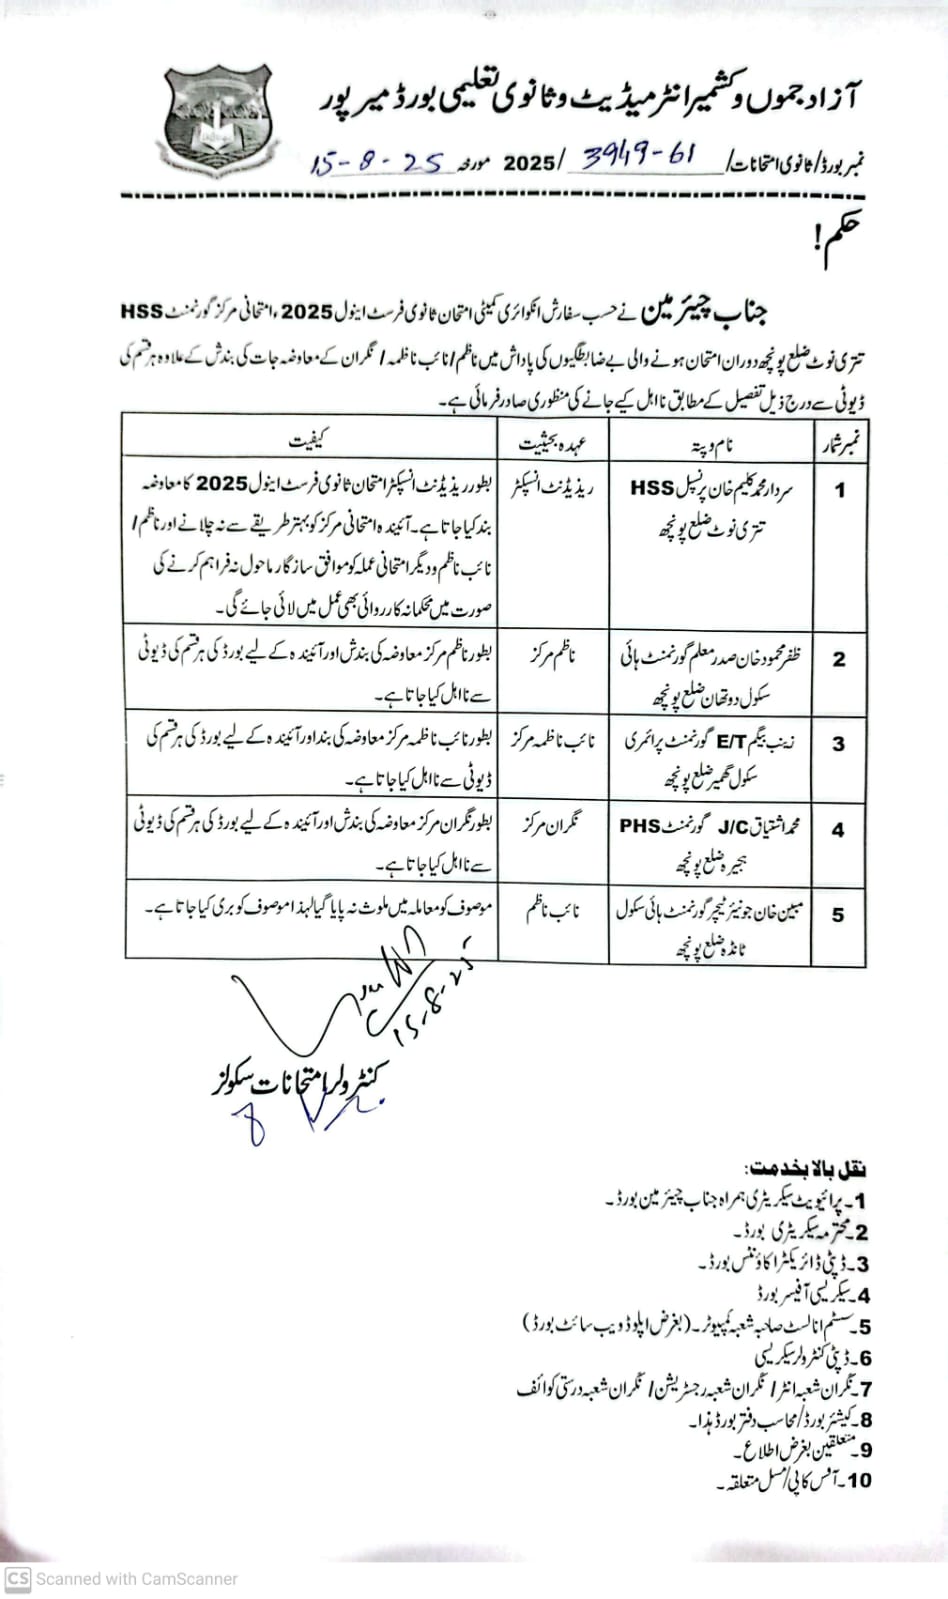 آزاد جموں و کشمیر انٹرمیڈیٹ و ثانوی تعلیمی بورڈ میرپور
نمبر بورڈ/ثانوی امتحانات/ 3949-61 /2025 مورخہ 15-8-25
حکم!
جناب چیئرمین نے حسب سفارش انکوائری کمیٹی امتحان ثانوی فرسٹ اینول 2025، امتحانی مرکز گورنمنٹ HSS
تتری نوٹ ضلع پونچھ دوران امتحان ہونے والی بے ضابطگیوں کی پاداش میں ناظم/نائب ناظمہ/نگران کے معاوضہ جات کی بندش کے علاوہ ہر قسم کی
ڈیوٹی سے درج ذیل تفصیل کے مطابق نااہل کیے جانے کی منظوری صادر فرمائی ہے۔
نمبر شمار نام و پتہ عہدہ بحیثیت کیفیت
1 سردار محمد کلیم خان پرنسپل HSS ریذیڈنٹ انسپکٹر بطور ریذیڈنٹ انسپکٹر امتحان ثانوی فرسٹ اینول 2025 کا معاوضہ
تتری نوٹ ضلع پونچھ بند کیا جاتا ہے۔ آئیندہ امتحانی مرکز کو بہتر طریقے سے نہ چلانے اور ناظم/
نائب ناظم و دیگر امتحانی عملہ کو موافق سازگار ماحول نہ فراہم کرنے کی
صورت میں محکمانہ کارروائی بھی عمل میں لائی جائے گی۔
2 ظفر محمود خان صدر معلم گورنمنٹ ہائی ناظم مرکز بطور ناظم مرکز معاوضہ کی بندش اور آئیندہ کے لیے بورڈ کی ہر قسم کی ڈیوٹی
سکول دوتھان ضلع پونچھ سے نااہل کیا جاتا ہے۔
3 زینب بیگم E/T گورنمنٹ پرائمری نائب ناظمہ مرکز بطور نائب ناظمہ مرکز معاوضہ کی بند اور آئیندہ کے لیے بورڈ کی ہر قسم کی
سکول گھمیر ضلع پونچھ ڈیوٹی سے نااہل کیا جاتا ہے۔
4 محمد اشتیاق J/C گورنمنٹ PHS نگران مرکز بطور نگران مرکز معاوضہ کی بندش اور آئیندہ کے لیے بورڈ کی ہر قسم کی ڈیوٹی
ہجیرہ ضلع پونچھ سے نااہل کیا جاتا ہے۔
5 مبین خان جونیئر ٹیچر گورنمنٹ ہائی سکول نائب ناظم موصوف کو معاملہ میں ملوث نہ پایا گیا لہذا موصوف کو بری کیا جاتا ہے۔
ٹانڈہ ضلع پونچھ
15-8-25
کنٹرولر امتحانات سکولز
نقل بالا بخدمت:
1۔ پرائیویٹ سیکریٹری ہمراہ جناب چیئرمین بورڈ۔
2۔ محترمہ سیکریٹری بورڈ۔
3۔ ڈپٹی ڈائریکٹر اکاؤنٹس بورڈ۔
4۔ سیکریسی آفیسر بورڈ
5۔ سسٹم انالسٹ صاحبہ شعبہ کمپیوٹر۔ (بغرض اپلوڈ ویب سائٹ بورڈ)
6۔ ڈپٹی کنٹرولر سیکریسی
7۔ نگران شعبہ انٹر/نگران شعبہ رجسٹریشن/نگران شعبہ درستی کوائف
8۔ کیشئر بورڈ/محاسب دفتر بورڈ ہذا۔
9۔ متعلقین بغرض اطلاع۔
10۔ آفس کاپی/مسل متعلقہ۔
CS Scanned with CamScanner